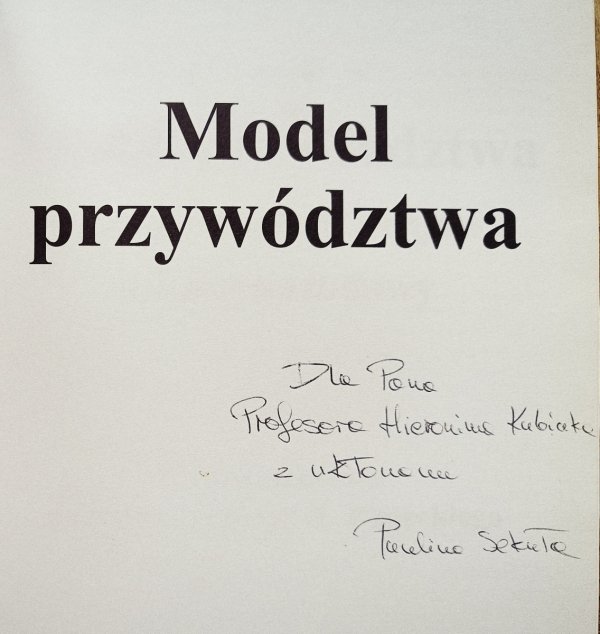 Model
przywództwa
Dla Pana
Profesora Hieronima Kubiaka
z ukłonami
Paulina Sekuła